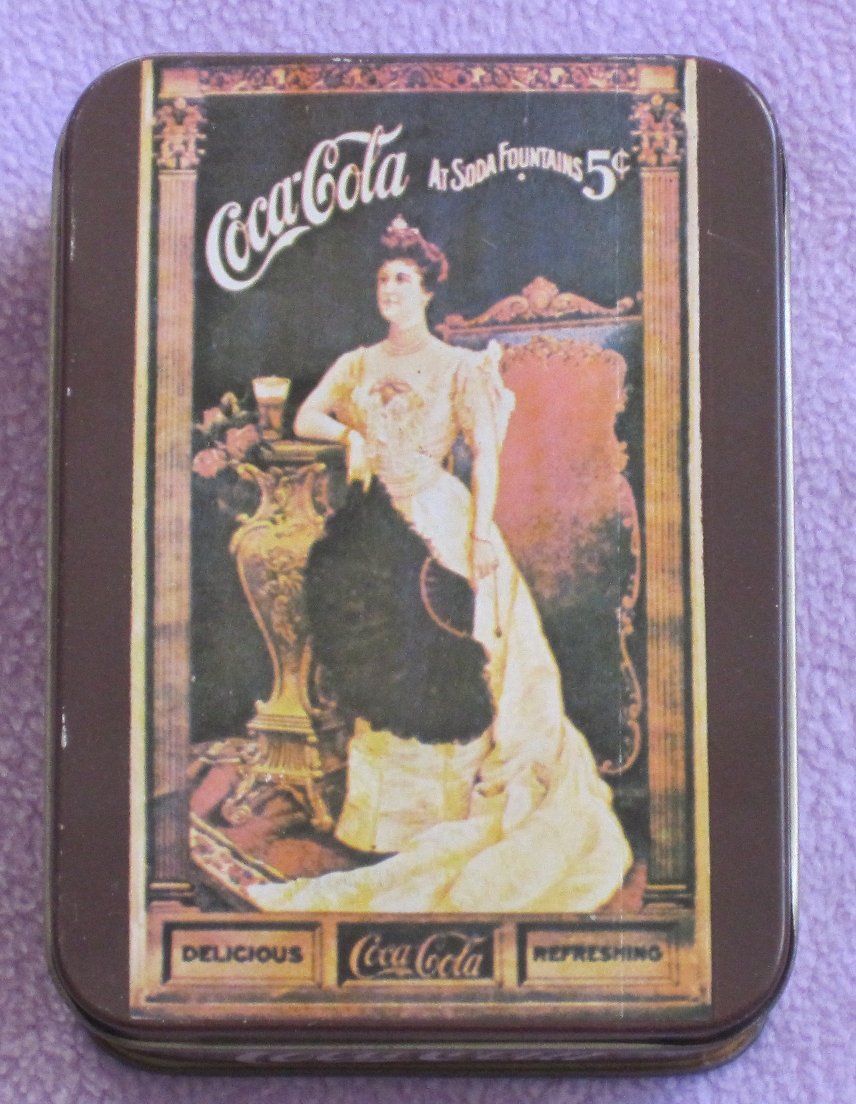 Coca-Cola At Soda Fountains 5¢
DELICIOUS Coca-Cola REFRESHING